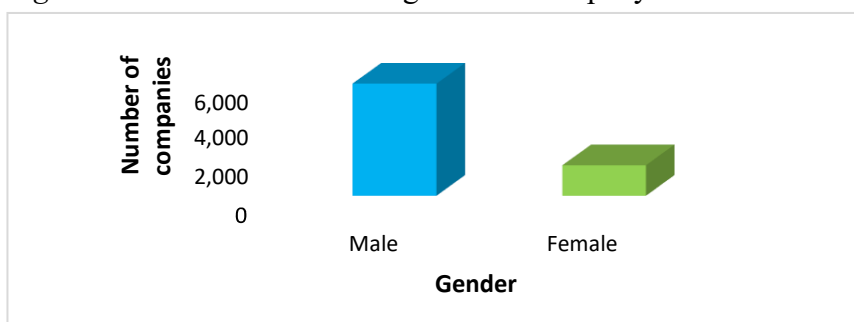 Number of
companies
6,000
4,000
2,000
0
Male
Female
Gender